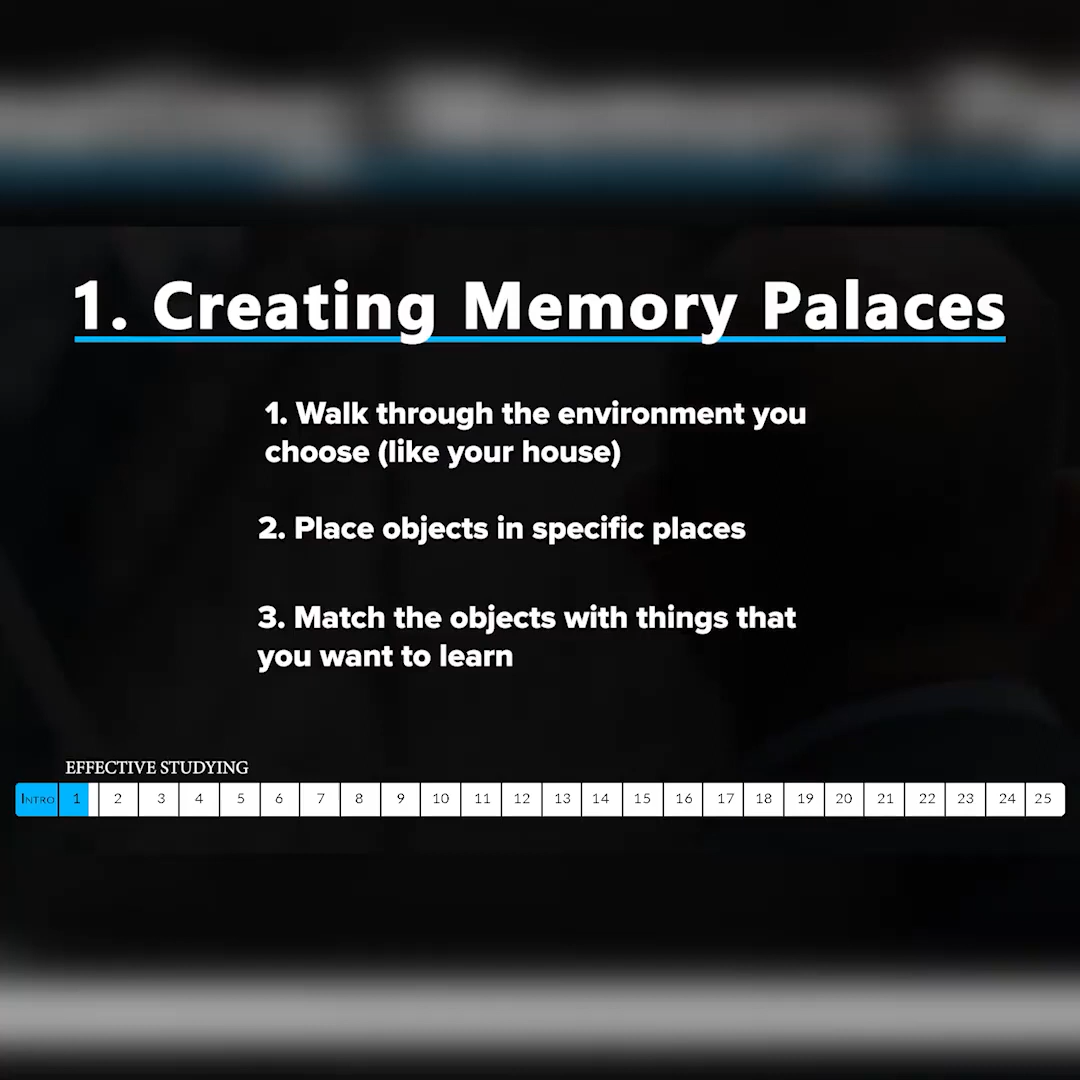 1. Creating Memory Palaces
1. Walk through the environment you
choose (like your house)
2. Place objects in specific places
3. Match the objects with things that
you want to learn
EFFECTIVE STUDYING
INTRO 1 2 3 4 5 6 7 8 9 10 11 12 13 14 15 16 17 18 19 20 21 22 23 24 25